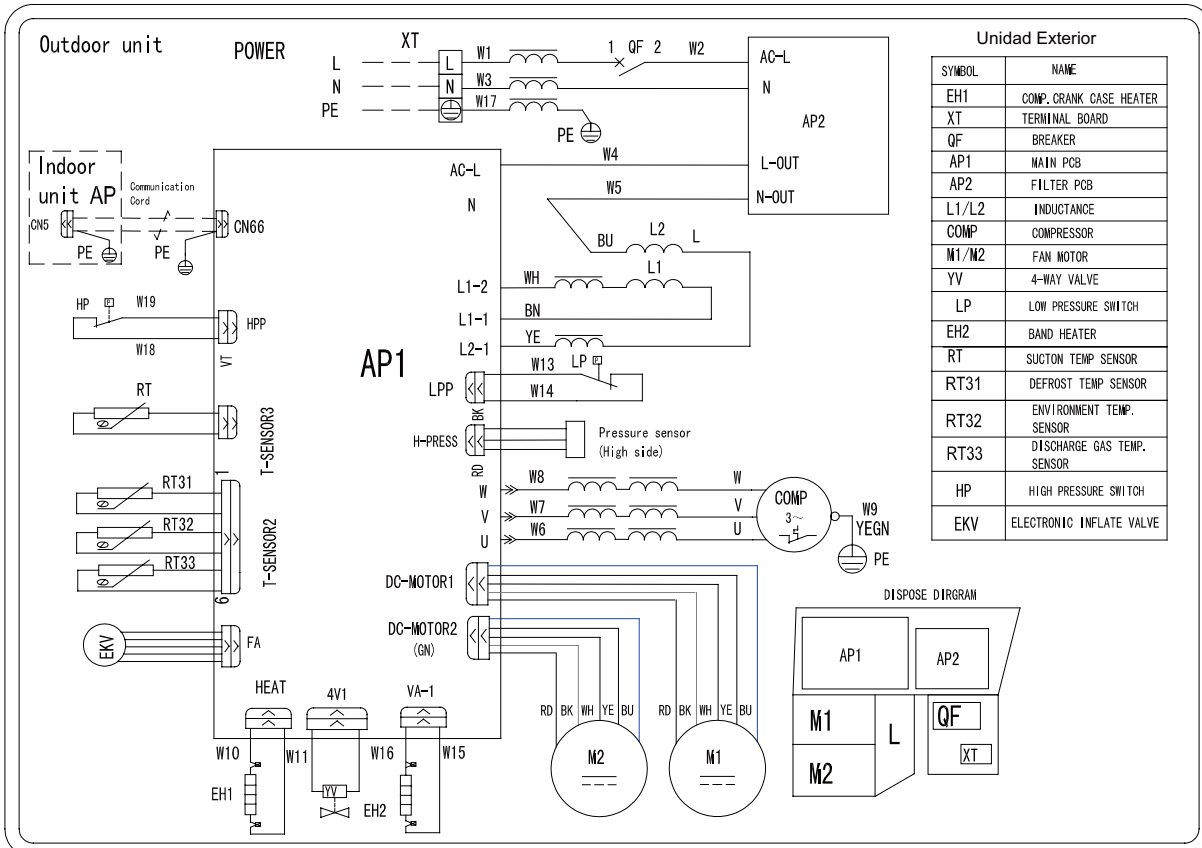 Outdoor unit
POWER
XT
L
N
PE
L
N
W1
W3
W17
PE
1 QF 2
W2
AC-L
N
AP2
L-OUT
N-OUT
W4
W5
Indoor
unit AP
Communication
Cord
CN5
CN66
PE
PE
AC-L
N
BU
L2
L
L1-2
WH
L1
L1-1
BN
L2-1
YE
AP1
HP
P
W19
W18
HPP
VT
LPP
W13
LP
P
W14
BK
RT
T-SENSOR3
H-PRESS
Pressure sensor
(High side)
RD
1
RT31
RT32
RT33
T-SENSOR2
6
W
W8
W
V
W7
V
U
W6
U
COMP
3~
W9
YEGN
PE
EKV
FA
DC-MOTOR1
DC-MOTOR2
(GN)
HEAT
4V1
VA-1
W10
W11
W16
W15
EH1
YV
EH2
RD BK WH YE BU
RD BK WH YE BU
M2
M1
Unidad Exterior
SYMBOL NAME
EH1 COMP. CRANK CASE HEATER
XT TERMINAL BOARD
QF BREAKER
AP1 MAIN PCB
AP2 FILTER PCB
L1/L2 INDUCTANCE
COMP COMPRESSOR
M1/M2 FAN MOTOR
YV 4-WAY VALVE
LP LOW PRESSURE SWITCH
EH2 BAND HEATER
RT SUCTON TEMP SENSOR
RT31 DEFROST TEMP SENSOR
RT32 ENVIRONMENT TEMP.
SENSOR
RT33 DISCHARGE GAS TEMP.
SENSOR
HP HIGH PRESSURE SWITCH
EKV ELECTRONIC INFLATE VALVE
DISPOSE DIRGRAM
AP1
AP2
M1
M2
L
QF
XT